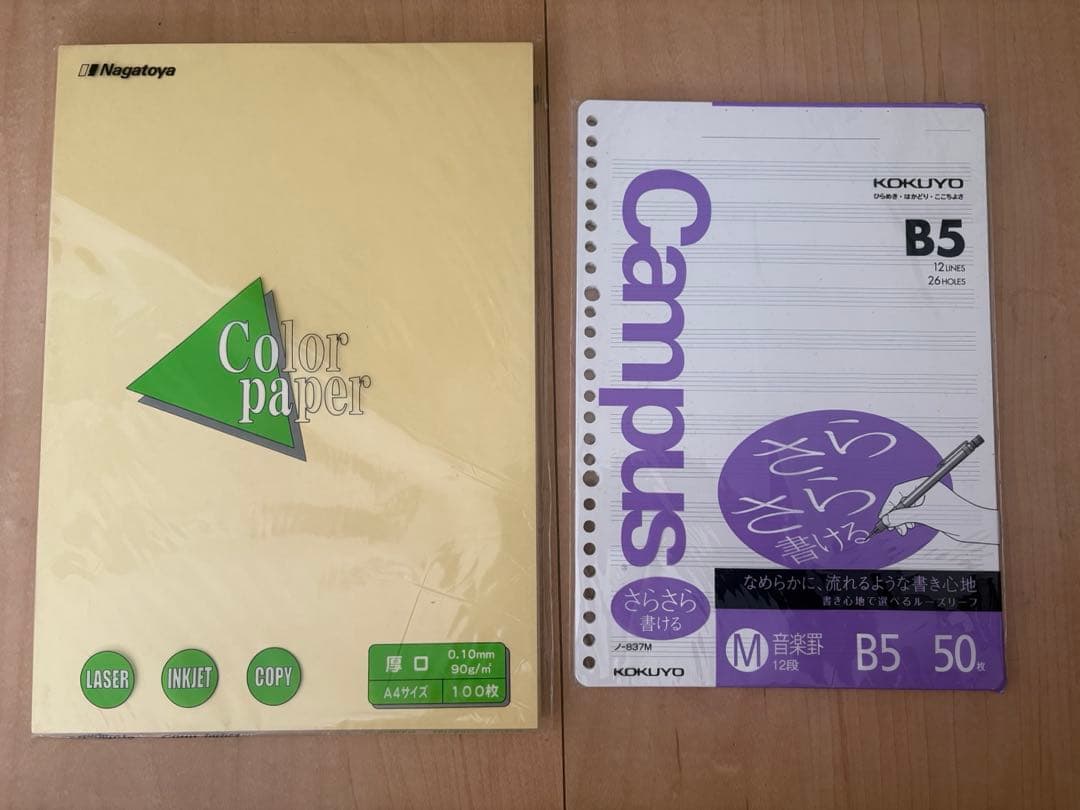 Nagatoya
Color
paper
LASER
INKJET
COPY
厚口
0.10mm
90g/㎡
A4サイズ
100枚
Campus
KOKUYO
ひらめき・はかどり・ここちよさ
B5
12LINES
26HOLES
さら
さら
書ける
なめらかに、流れるような書き心地
書き心地で選べるルーズリーフ
さらさら
書ける
ノ-837M
KOKUYO
M 音楽罫
12段
B5
50枚